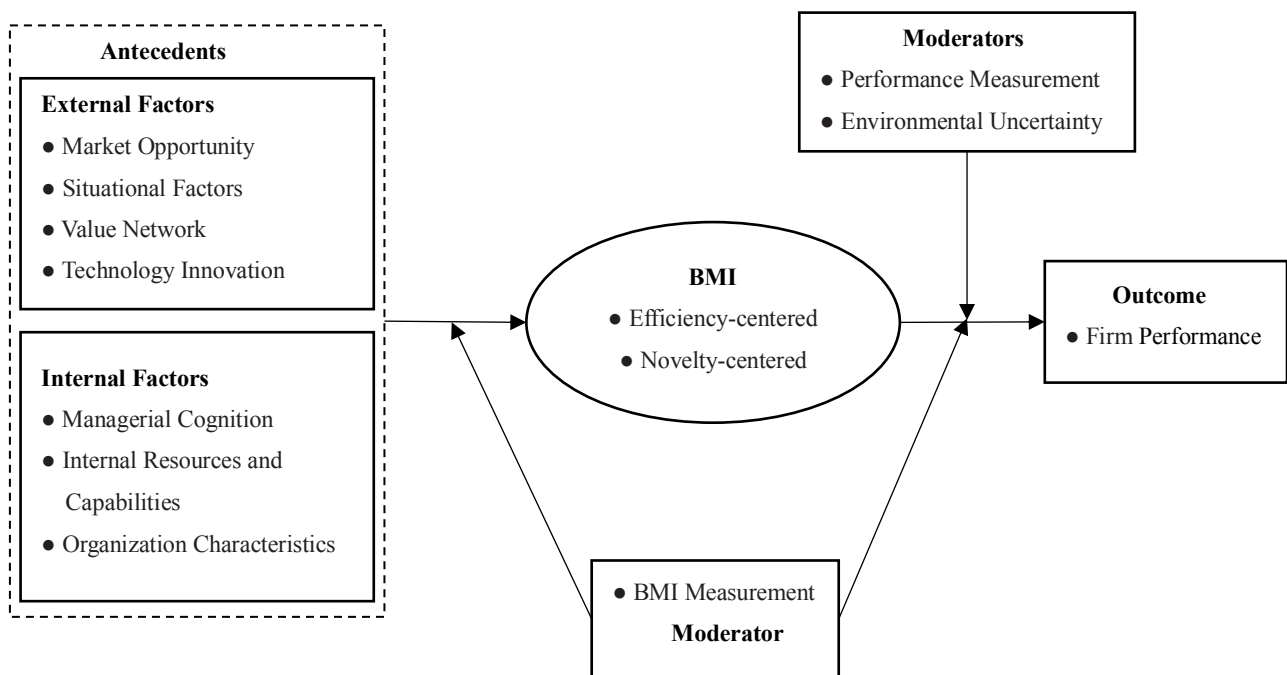 Antecedents
External Factors
● Market Opportunity
● Situational Factors
● Value Network
● Technology Innovation
Internal Factors
● Managerial Cognition
● Internal Resources and
Capabilities
● Organization Characteristics
BMI
● Efficiency-centered
● Novelty-centered
Moderators
● Performance Measurement
● Environmental Uncertainty
Outcome
● Firm Performance
● BMI Measurement
Moderator